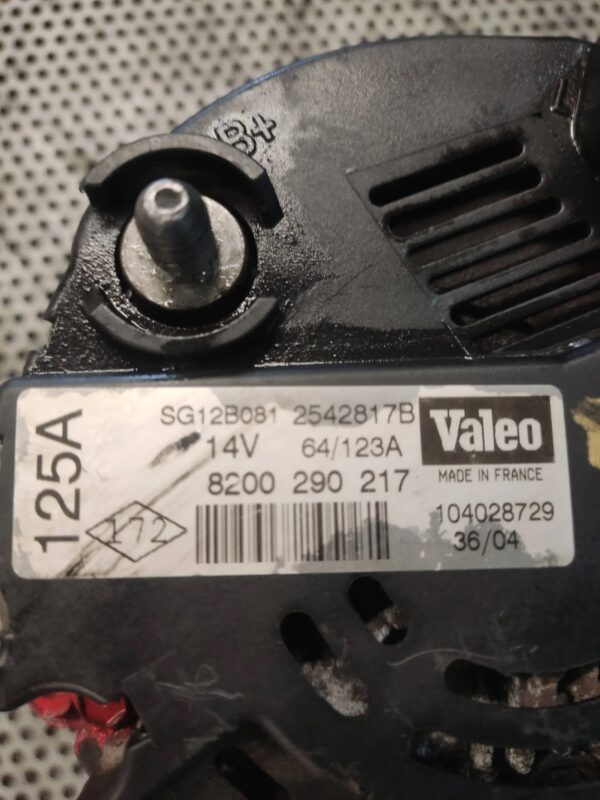 B+
125A
SG12B081 2542817B
14V 64/123A
8200 290 217
172
Valeo
MADE IN FRANCE
104028729
36/04